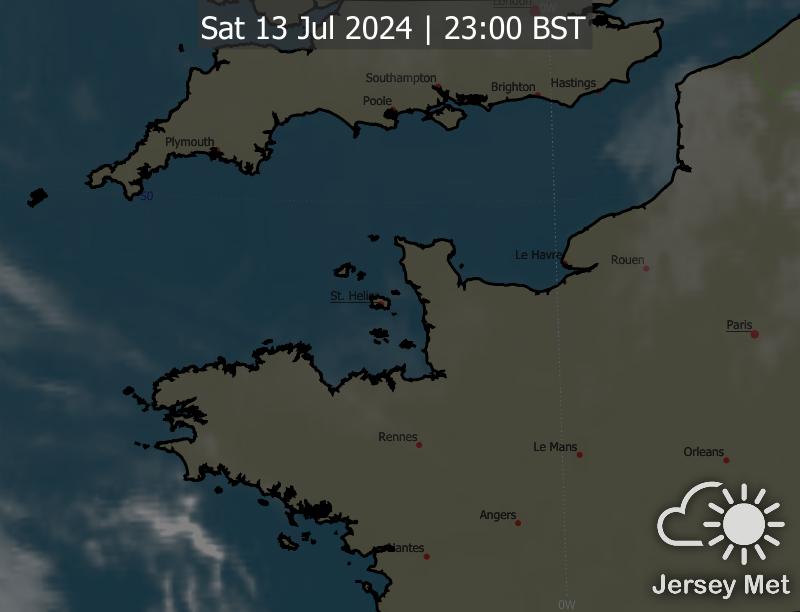 London
0W
Sat 13 Jul 2024 | 23:00 BST
Southampton
Brighton
Hastings
Poole
Plymouth
50
Le Havre
Rouen
St. Helier
Paris
Rennes
Le Mans
Orleans
Angers
Nantes
Jersey Met
0W